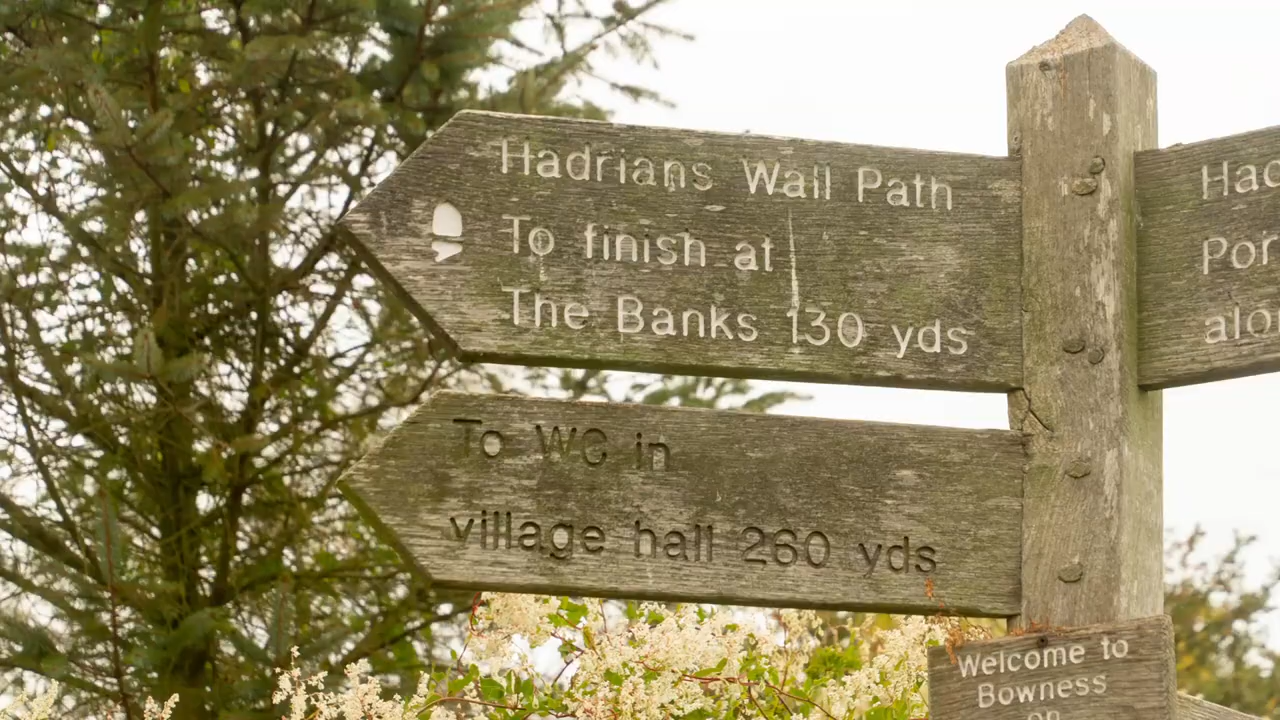 Hadrians Wall Path
To finish at
The Banks 130 yds
To WC in
village hall 260 yds
Welcome to
Bowness
on